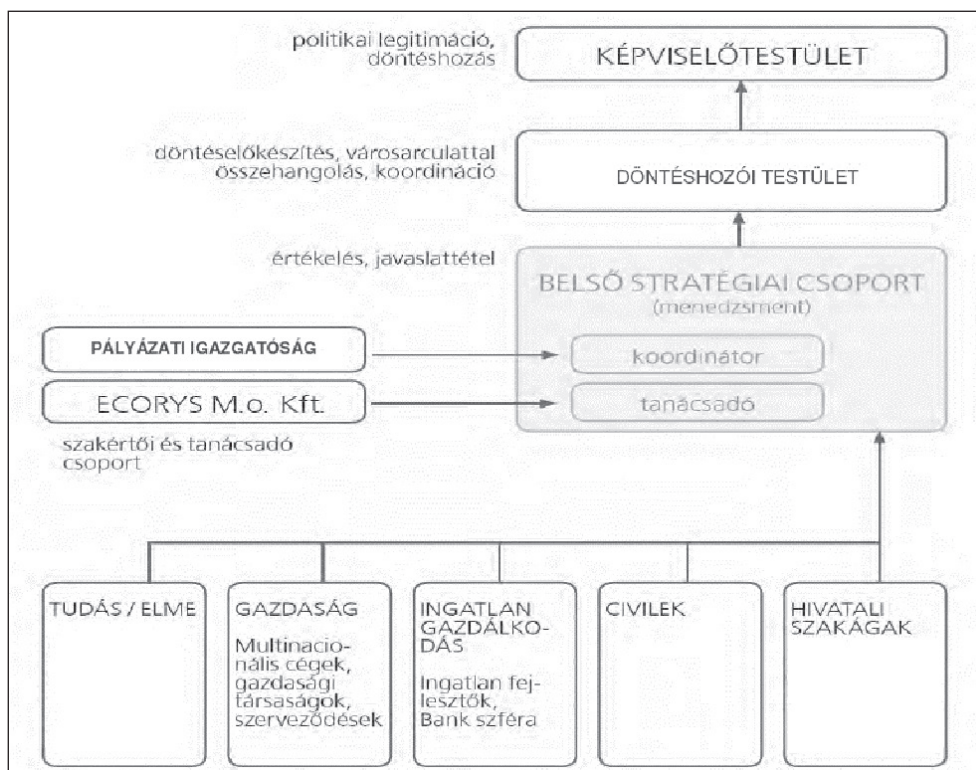 politikai legitimáció,
döntéshozás
KÉPVISELŐTESTÜLET
döntéselőkészítés, városarculattal
összehangolás, koordináció
DÖNTÉSHOZÓI TESTÜLET
értékelés, javaslattétel
BELSŐ STRATÉGIAI CSOPORT
(menedzsment)
PÁLYÁZATI IGAZGATÓSÁG
koordinátor
ECORYS M.o. Kft.
tanácsadó
szakértői és tanácsadó
csoport
TUDÁS / ELME
GAZDASÁG
Multinacio-
nális cégek,
gazdasági
társaságok,
szerveződések
INGATLAN
GAZDÁLKO-
DÁS
Ingatlan fej-
lesztők,
Bank szféra
CIVILEK
HIVATALI
SZAKÁGAK